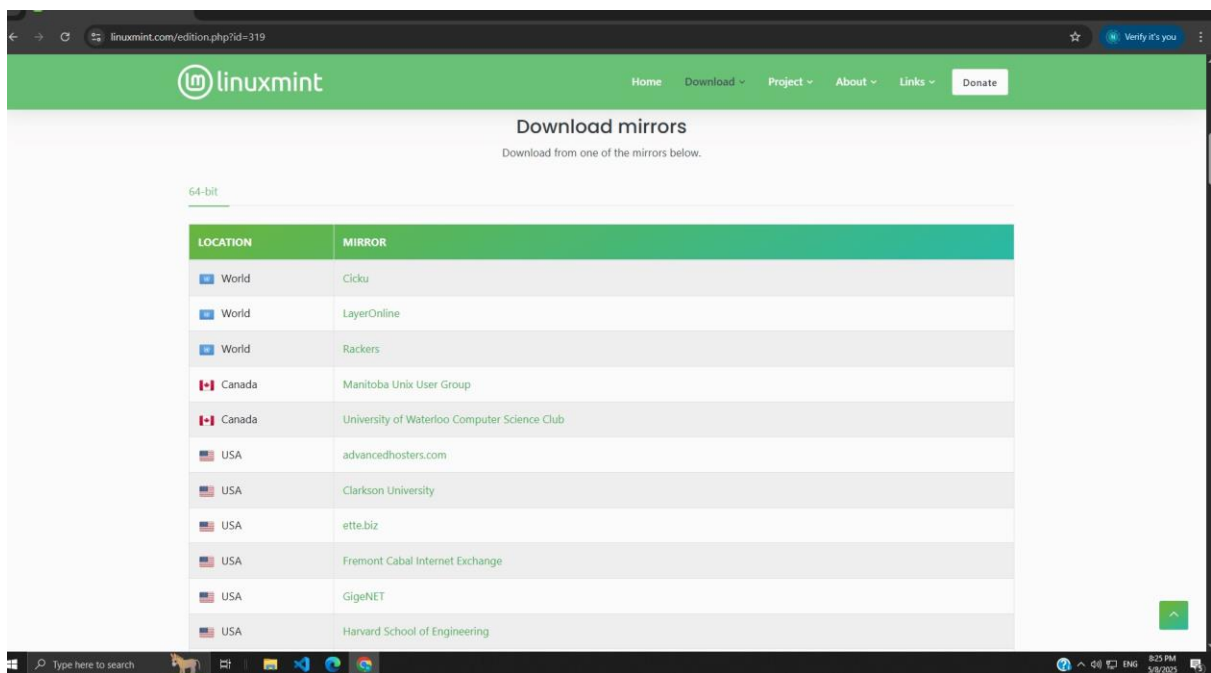 linuxmint.com/edition.php?id=319
Verify it's you
linuxmint
Home Download Project About Links Donate
Download mirrors
Download from one of the mirrors below.
64-bit
LOCATION MIRROR
World Cicku
World LayerOnline
World Rackers
Canada Manitoba Unix User Group
Canada University of Waterloo Computer Science Club
USA advancedhosters.com
USA Clarkson University
USA ette.biz
USA Fremont Cabal Internet Exchange
USA GigeNET
USA Harvard School of Engineering
Type here to search
ENG
8:25 PM
5/8/2025